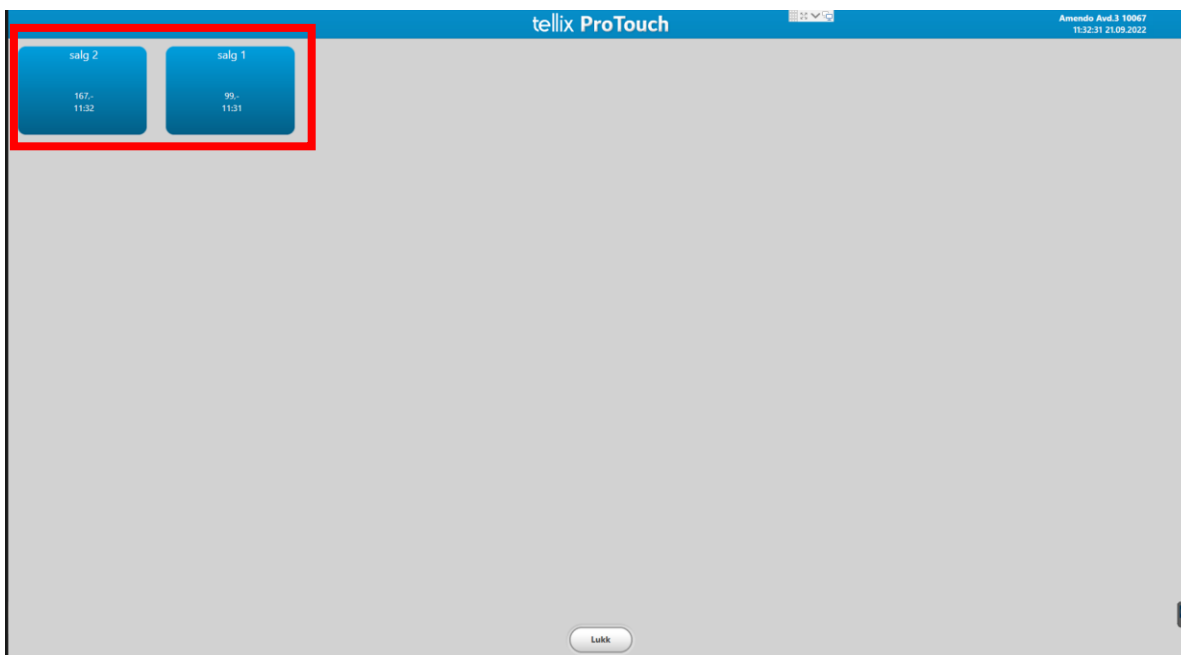 tellix ProTouch
Amendo Avd.3 10067
11:32:31 21.09.2022
salg 2
167,-
11:32
salg 1
99,-
11:31
Lukk